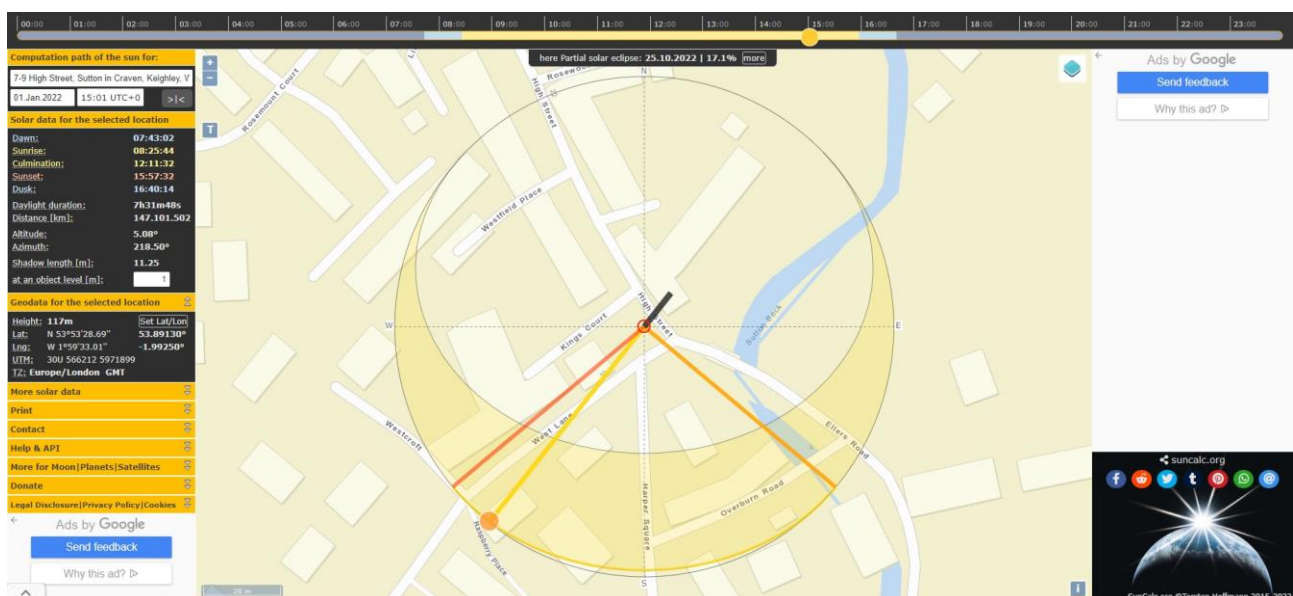 00:00 01:00 02:00 03:00 04:00 05:00 06:00 07:00 08:00 09:00 10:00 11:00 12:00 13:00 14:00 15:00 16:00 17:00 18:00 19:00 20:00 21:00 22:00 23:00
Computation path of the sun for:
7-9 High Street, Sutton in Craven, Keighley, V
01.Jan.2022 15:01 UTC+0 >|<
Solar data for the selected location
Dawn: 07:43:02
Sunrise: 08:25:44
Culmination: 12:11:32
Sunset: 15:57:32
Dusk: 16:40:14
Daylight duration: 7h31m48s
Distance [km]: 147.101.502
Altitude: 5.08°
Azimuth: 218.50°
Shadow length [m]: 11.25
at an object level [m]: 1
Geodata for the selected location
Height: 117m Set Lat/Lon
Lat: N 53°53'28.69" 53.89130°
Lng: W 1°59'33.01" -1.99250°
UTM: 30U 566212 5971899
TZ: Europe/London GMT
More solar data
Print
Contact
Help & API
More for Moon|Planets|Satellites
Donate
Legal Disclosure|Privacy Policy|Cookies
Ads by Google
Send feedback
Why this ad?
+
-
T
here Partial solar eclipse: 25.10.2022 | 17.1% more
N
Rosemount Court
High Street
Westfield Place
High Street
Kings Court
W
E
Sutton Beck
West Lane
Westcroft
Ellers Road
Overburn Road
Harper Square
Raspberry Place
S
20 m
i
Ads by Google
Send feedback
Why this ad?
suncalc.org
SunCalc.org ©Torsten Hoffmann 2015-2022